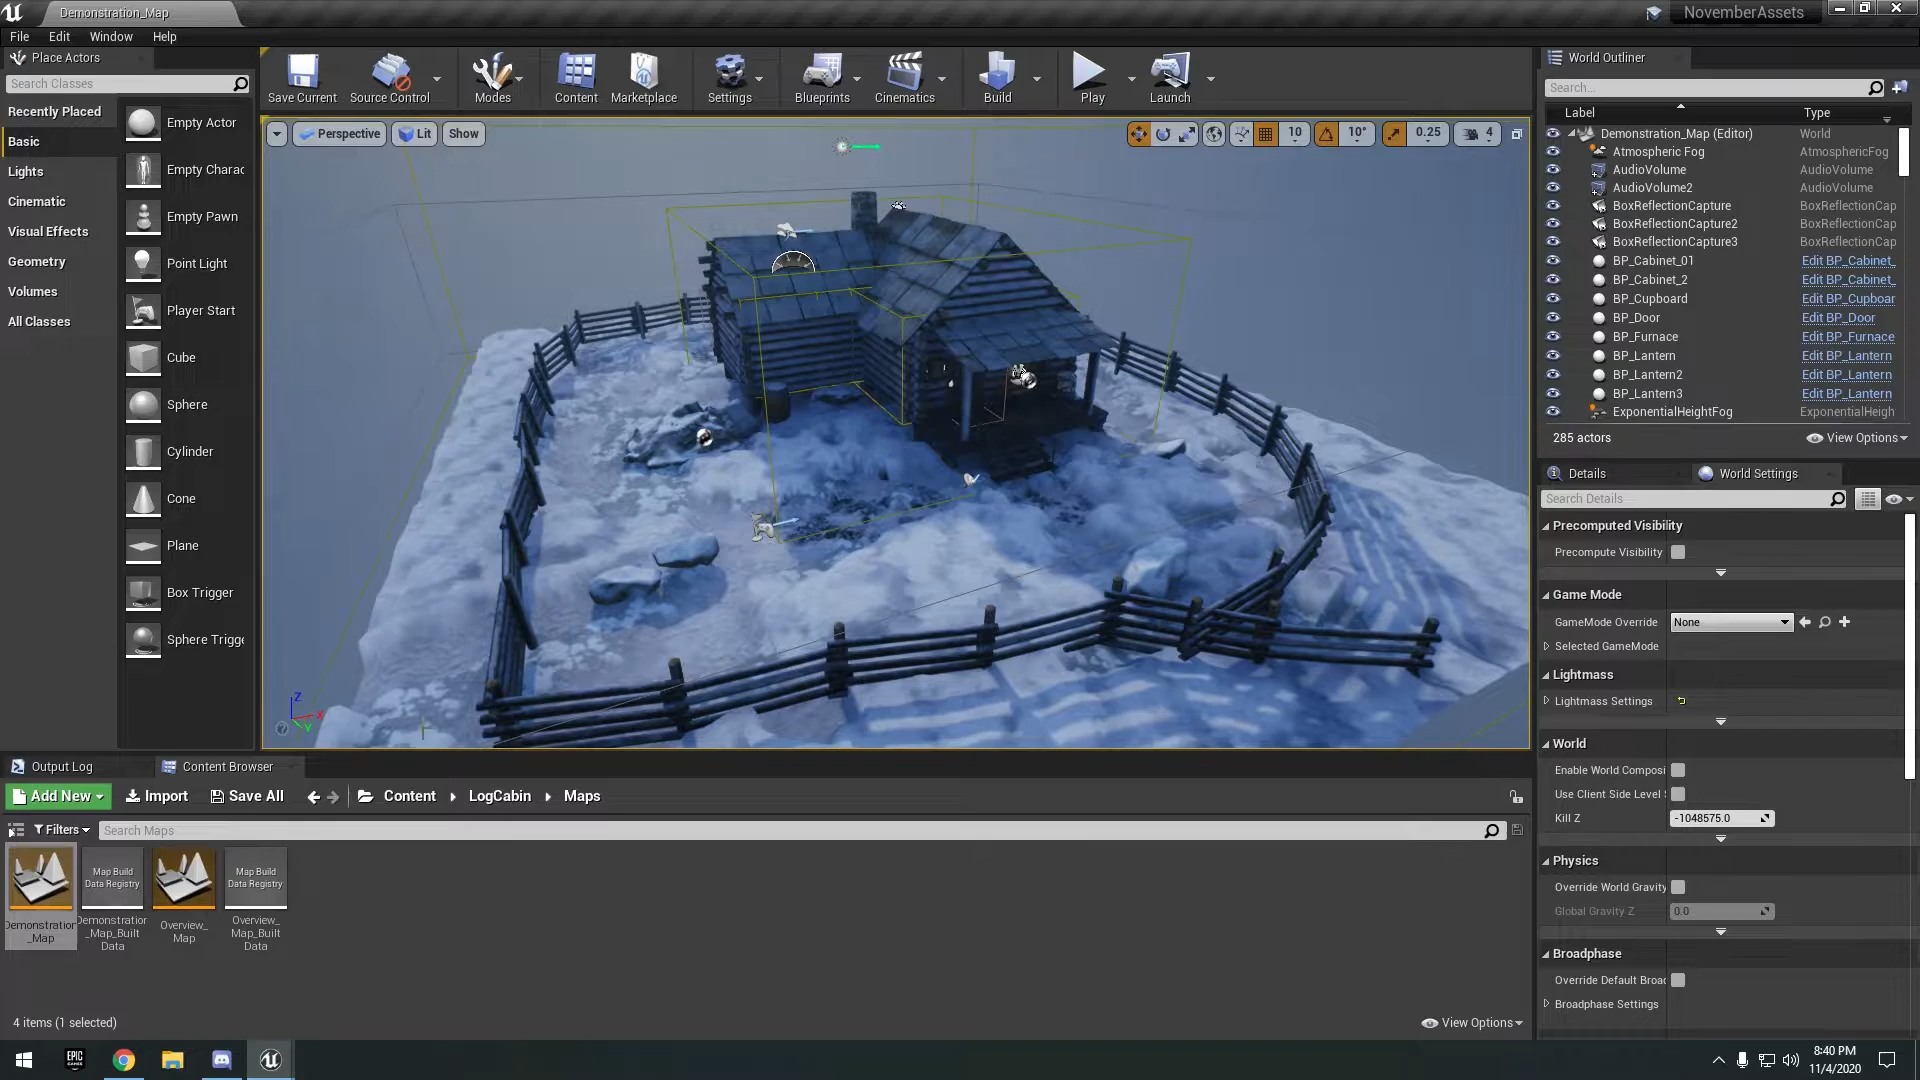 Demonstration_Map
NovemberAssets
File Edit Window Help
Place Actors
Search Classes
Recently Placed
Basic
Lights
Cinematic
Visual Effects
Geometry
Volumes
All Classes
Empty Actor
Empty Charac
Empty Pawn
Point Light
Player Start
Cube
Sphere
Cylinder
Cone
Plane
Box Trigger
Sphere Trigge
Save Current
Source Control
Modes
Content
Marketplace
Settings
Blueprints
Cinematics
Build
Play
Launch
Perspective
Lit
Show
10
10°
0.25
4
Z
X
Y
World Outliner
Search...
Label Type
Demonstration_Map (Editor) World
Atmospheric Fog AtmosphericFog
AudioVolume AudioVolume
AudioVolume2 AudioVolume
BoxReflectionCapture BoxReflectionCap
BoxReflectionCapture2 BoxReflectionCap
BoxReflectionCapture3 BoxReflectionCap
BP_Cabinet_01 Edit BP_Cabinet_
BP_Cabinet_2 Edit BP_Cabinet_
BP_Cupboard Edit BP_Cupboar
BP_Door Edit BP_Door
BP_Furnace Edit BP_Furnace
BP_Lantern Edit BP_Lantern
BP_Lantern2 Edit BP_Lantern
BP_Lantern3 Edit BP_Lantern
ExponentialHeightFog ExponentialHeigh
285 actors
View Options
Details
World Settings
Search Details
Precomputed Visibility
Precompute Visibility
Game Mode
GameMode Override None
Selected GameMode
Lightmass
Lightmass Settings
World
Enable World Composi
Use Client Side Level
Kill Z -1048575.0
Physics
Override World Gravity
Global Gravity Z 0.0
Broadphase
Override Default Broa
Broadphase Settings
Output Log
Content Browser
Add New
Import
Save All
Content
LogCabin
Maps
Filters
Search Maps
Demonstration
_Map
Map Build
Data Registry
Demonstration
_Map_Built
Data
Overview_
Map
Map Build
Data Registry
Overview_
Map_Built
Data
4 items (1 selected)
View Options
EPIC
GAMES
8:40 PM
11/4/2020